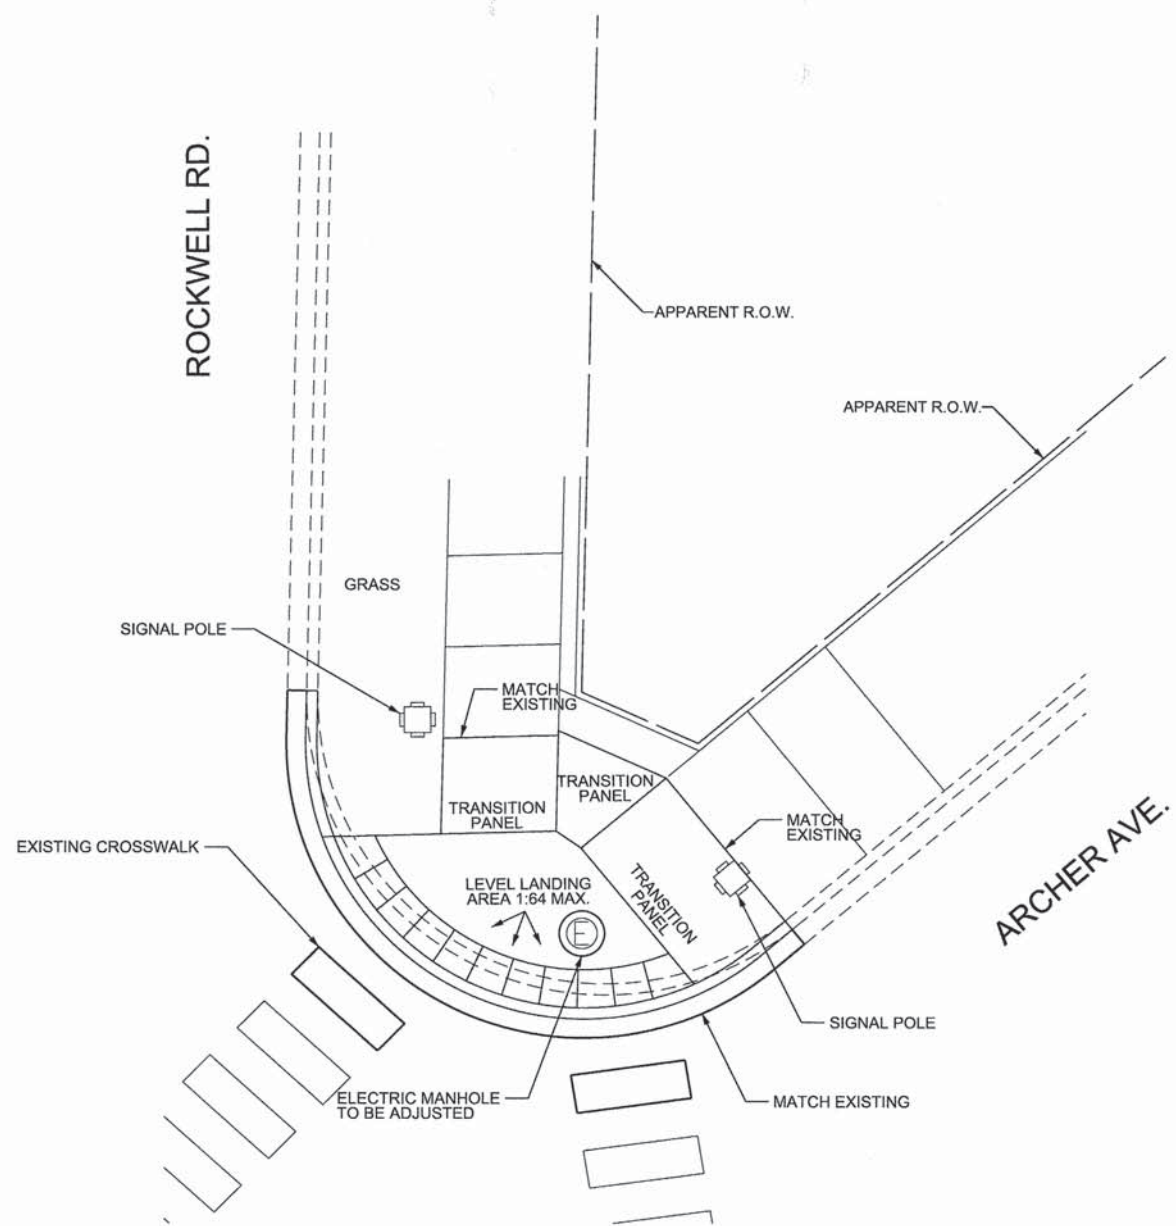 ROCKWELL RD.
APPARENT R.O.W.
APPARENT R.O.W.
GRASS
SIGNAL POLE
MATCH
EXISTING
TRANSITION
PANEL
TRANSITION
PANEL
MATCH
EXISTING
EXISTING CROSSWALK
LEVEL LANDING
AREA 1:64 MAX.
TRANSITION
PANEL
E
ARCHER AVE.
SIGNAL POLE
ELECTRIC MANHOLE
TO BE ADJUSTED
MATCH EXISTING